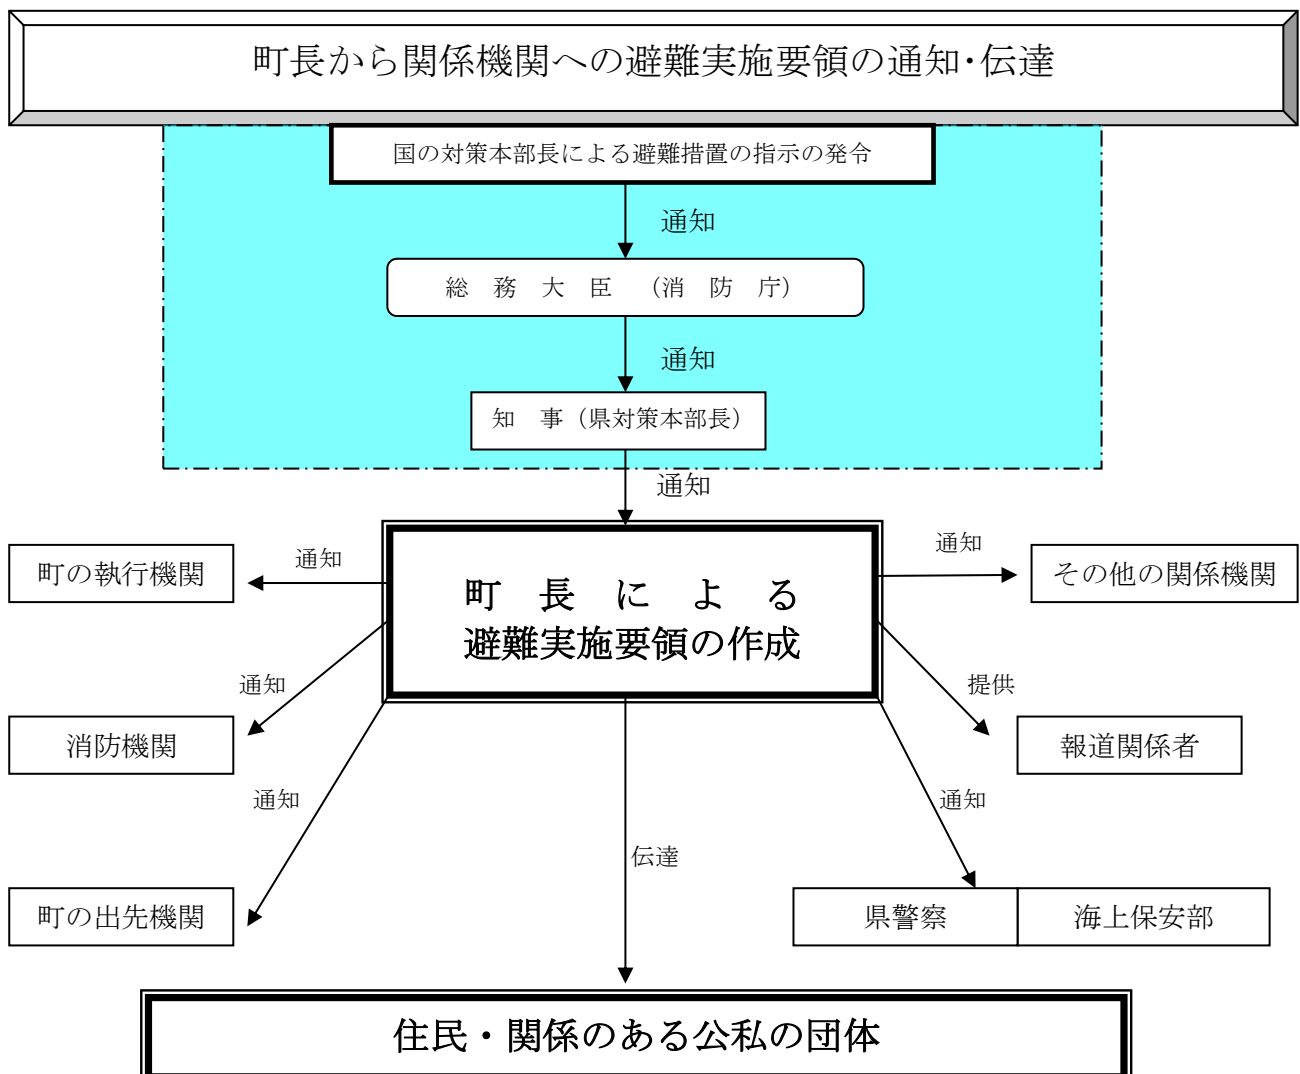 町長から関係機関への避難実施要領の通知・伝達
国の対策本部長による避難措置の指示の発令
通知
総 務 大 臣 (消 防 庁)
通知
知 事(県対策本部長)
通知
町 長 に よ る
避難実施要領の作成
通知
町の執行機関
通知
その他の関係機関
通知
消防機関
提供
報道関係者
通知
町の出先機関
通知
県警察
海上保安部
伝達
住民・関係のある公私の団体